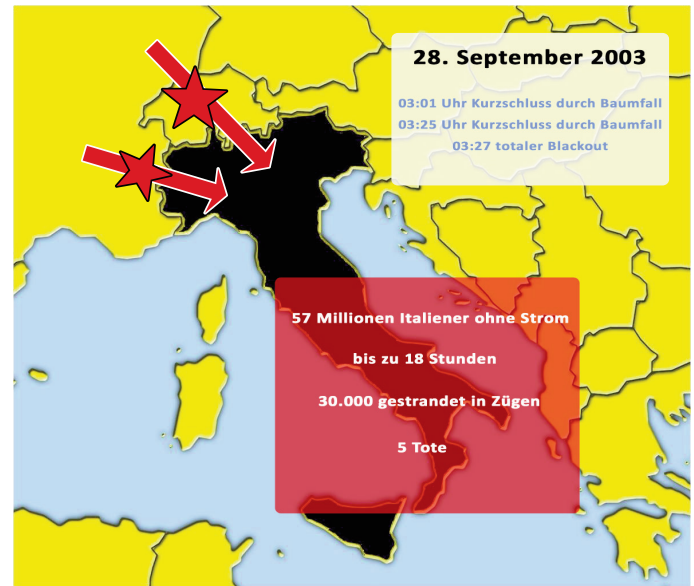 28. September 2003
03:01 Uhr Kurzschluss durch Baumfall
03:25 Uhr Kurzschluss durch Baumfall
03:27 totaler Blackout
57 Millionen Italiener ohne Strom
bis zu 18 Stunden
30.000 gestrandet in Zügen
5 Tote